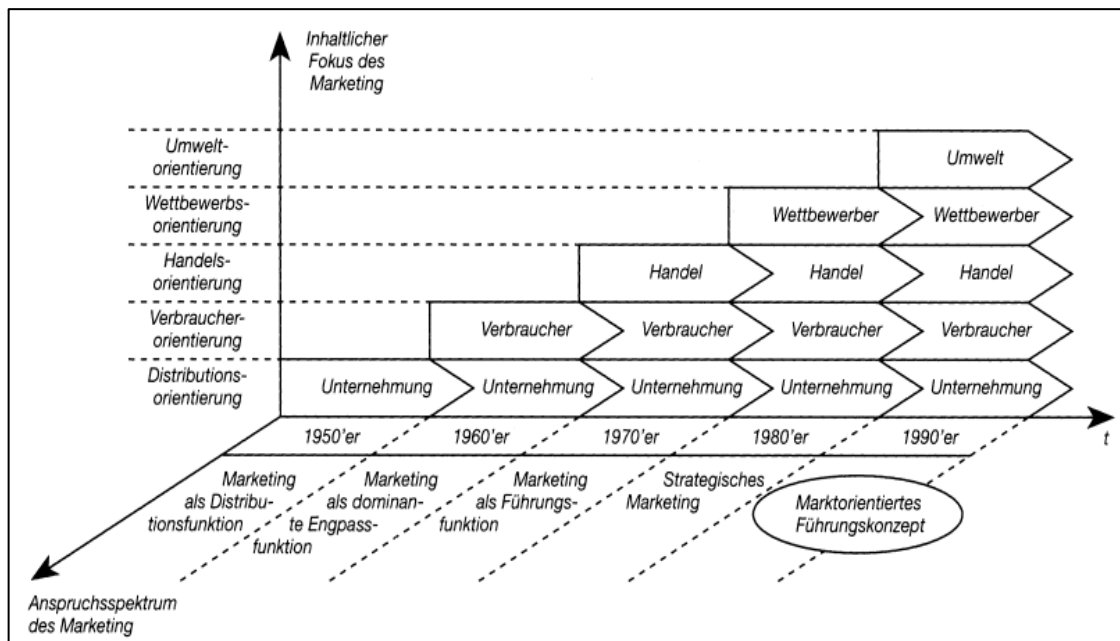 Inhaltlicher
Fokus des
Marketing
Umwelt-
orientierung
Umwelt
Wettbewerbs-
orientierung
Wettbewerber
Wettbewerber
Handels-
orientierung
Handel
Handel
Handel
Verbraucher-
orientierung
Verbraucher
Verbraucher
Verbraucher
Verbraucher
Distributions-
orientierung
Unternehmung
Unternehmung
Unternehmung
Unternehmung
Unternehmung
1950'er
1960'er
1970'er
1980'er
1990'er
t
Marketing
als Distribu-
tionsfunktion
Marketing
als dominan-
te Engpass-
funktion
Marketing
als Führungs-
funktion
Strategisches
Marketing
Marktorientiertes
Führungskonzept
Anspruchsspektrum
des Marketing